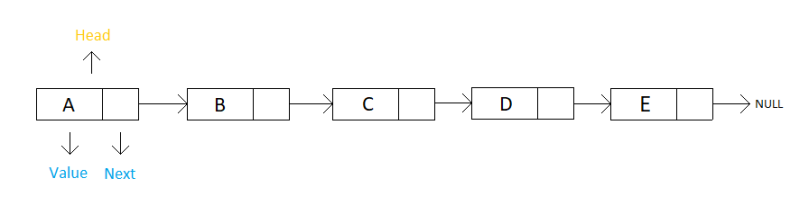 Head
A B C D E NULL
Value Next